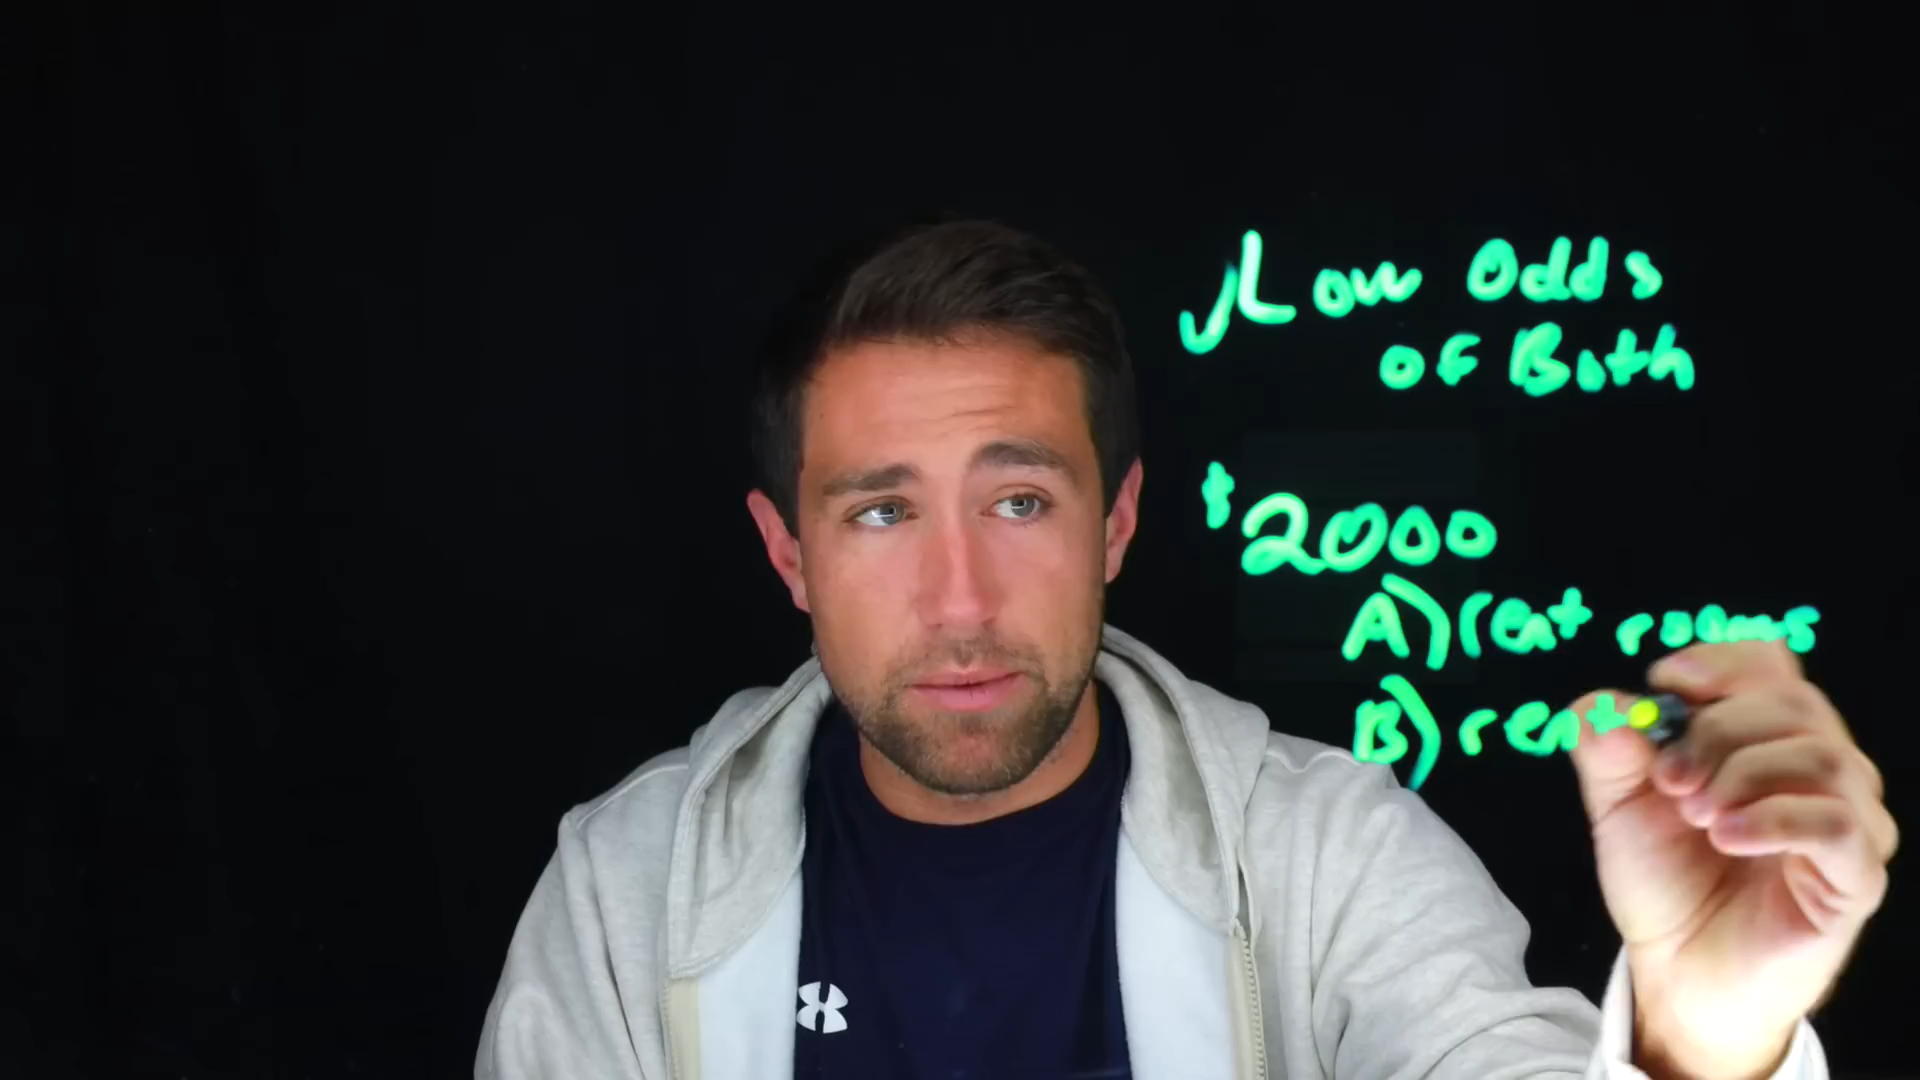 Low Odds
of Both
$2000
A) rent rooms
B) rent